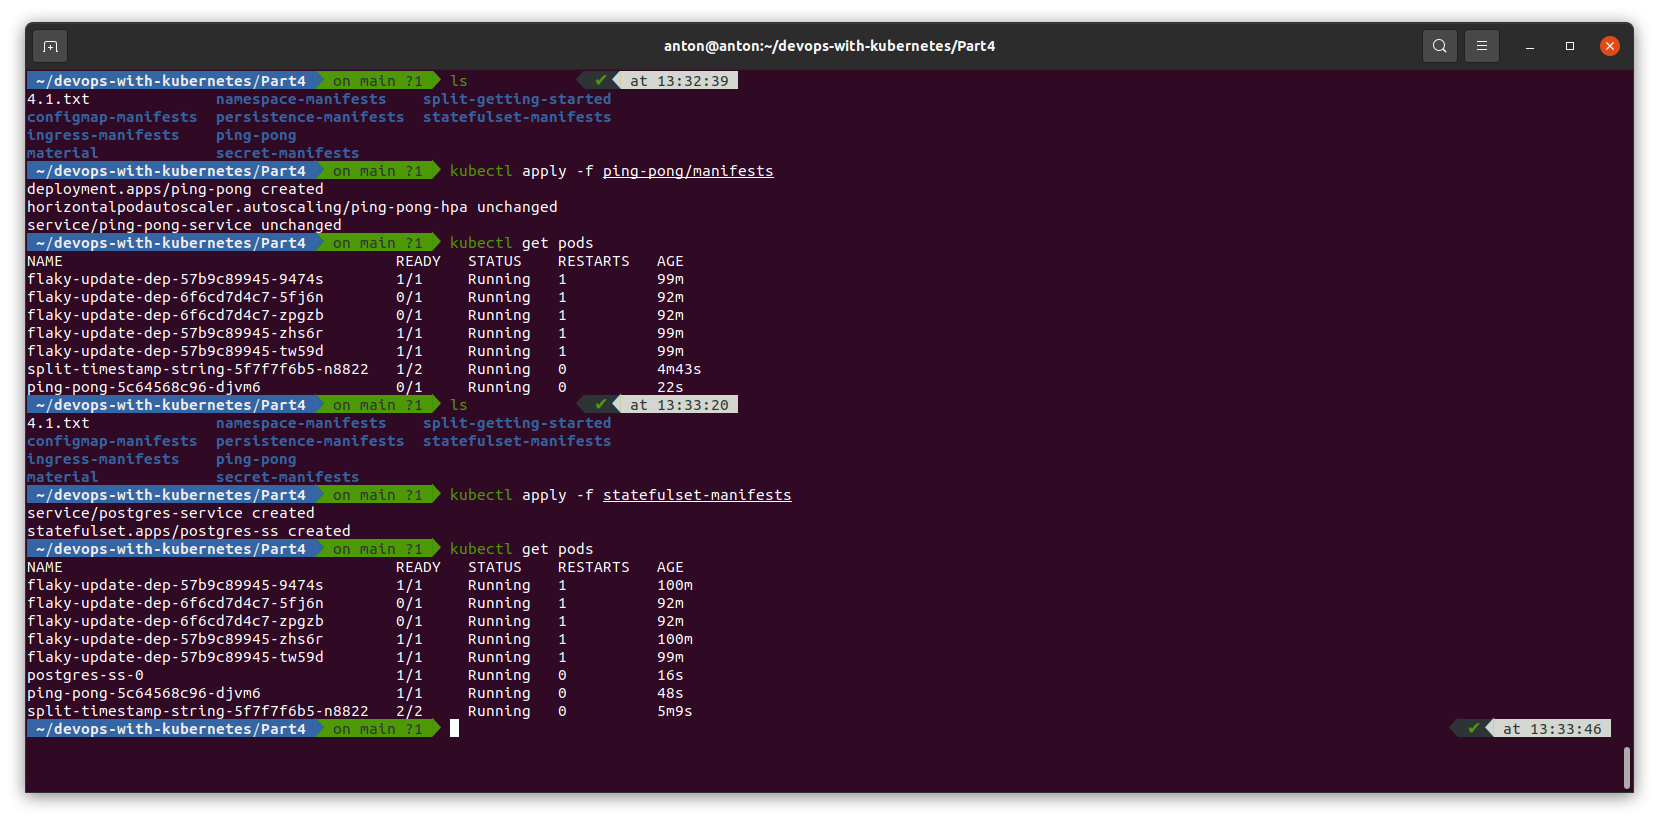 anton@anton:~/devops-with-kubernetes/Part4
~/devops-with-kubernetes/Part4 on main ?1 ls ✔ at 13:32:39
4.1.txt namespace-manifests split-getting-started
configmap-manifests persistence-manifests statefulset-manifests
ingress-manifests ping-pong
material secret-manifests
~/devops-with-kubernetes/Part4 on main ?1 kubectl apply -f ping-pong/manifests
deployment.apps/ping-pong created
horizontalpodautoscaler.autoscaling/ping-pong-hpa unchanged
service/ping-pong-service unchanged
~/devops-with-kubernetes/Part4 on main ?1 kubectl get pods
NAME READY STATUS RESTARTS AGE
flaky-update-dep-57b9c89945-9474s 1/1 Running 1 99m
flaky-update-dep-6f6cd7d4c7-5fj6n 0/1 Running 1 92m
flaky-update-dep-6f6cd7d4c7-zpgzb 0/1 Running 1 92m
flaky-update-dep-57b9c89945-zhs6r 1/1 Running 1 99m
flaky-update-dep-57b9c89945-tw59d 1/1 Running 1 99m
split-timestamp-string-5f7f7f6b5-n8822 1/2 Running 0 4m43s
ping-pong-5c64568c96-djvm6 0/1 Running 0 22s
~/devops-with-kubernetes/Part4 on main ?1 ls ✔ at 13:33:20
4.1.txt namespace-manifests split-getting-started
configmap-manifests persistence-manifests statefulset-manifests
ingress-manifests ping-pong
material secret-manifests
~/devops-with-kubernetes/Part4 on main ?1 kubectl apply -f statefulset-manifests
service/postgres-service created
statefulset.apps/postgres-ss created
~/devops-with-kubernetes/Part4 on main ?1 kubectl get pods
NAME READY STATUS RESTARTS AGE
flaky-update-dep-57b9c89945-9474s 1/1 Running 1 100m
flaky-update-dep-6f6cd7d4c7-5fj6n 0/1 Running 1 92m
flaky-update-dep-6f6cd7d4c7-zpgzb 0/1 Running 1 92m
flaky-update-dep-57b9c89945-zhs6r 1/1 Running 1 100m
flaky-update-dep-57b9c89945-tw59d 1/1 Running 1 99m
postgres-ss-0 1/1 Running 0 16s
ping-pong-5c64568c96-djvm6 1/1 Running 0 48s
split-timestamp-string-5f7f7f6b5-n8822 2/2 Running 0 5m9s
~/devops-with-kubernetes/Part4 on main ?1 ✔ at 13:33:46